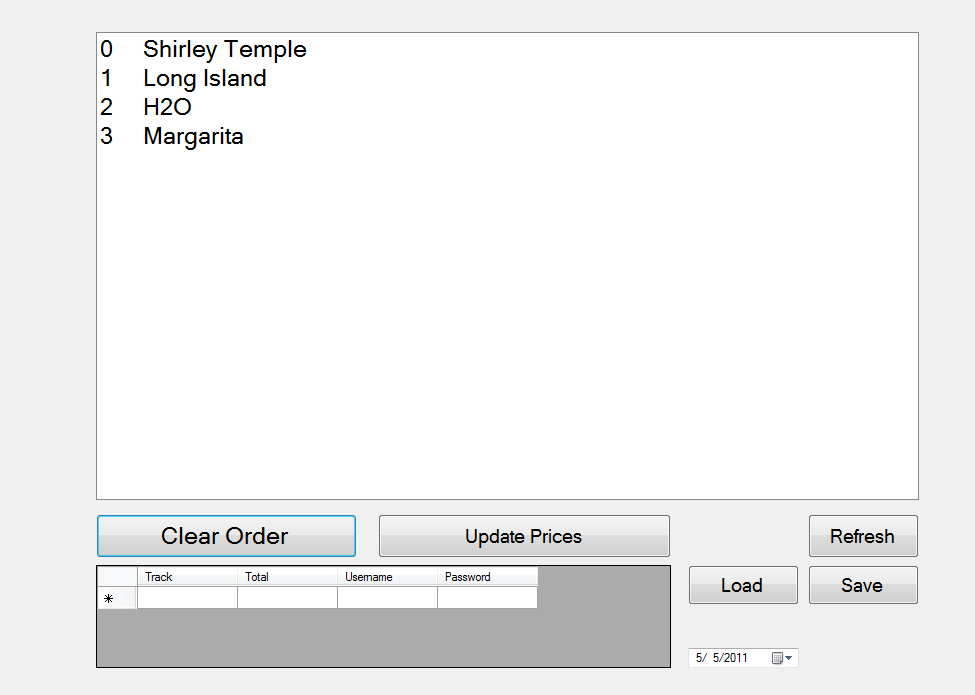 0 Shirley Temple
1 Long Island
2 H2O
3 Margarita
Clear Order
Update Prices
Refresh
Track Total Username Password
Load
Save
5/ 5/2011